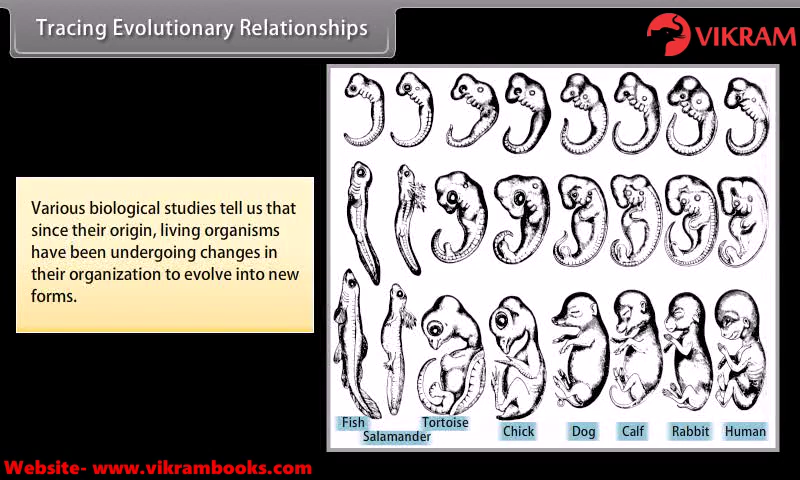 Tracing Evolutionary Relationships
VIKRAM
Various biological studies tell us that
since their origin, living organisms
have been undergoing changes in
their organization to evolve into new
forms.
Fish
Salamander
Tortoise
Chick
Dog
Calf
Rabbit
Human
Website- www.vikrambooks.com